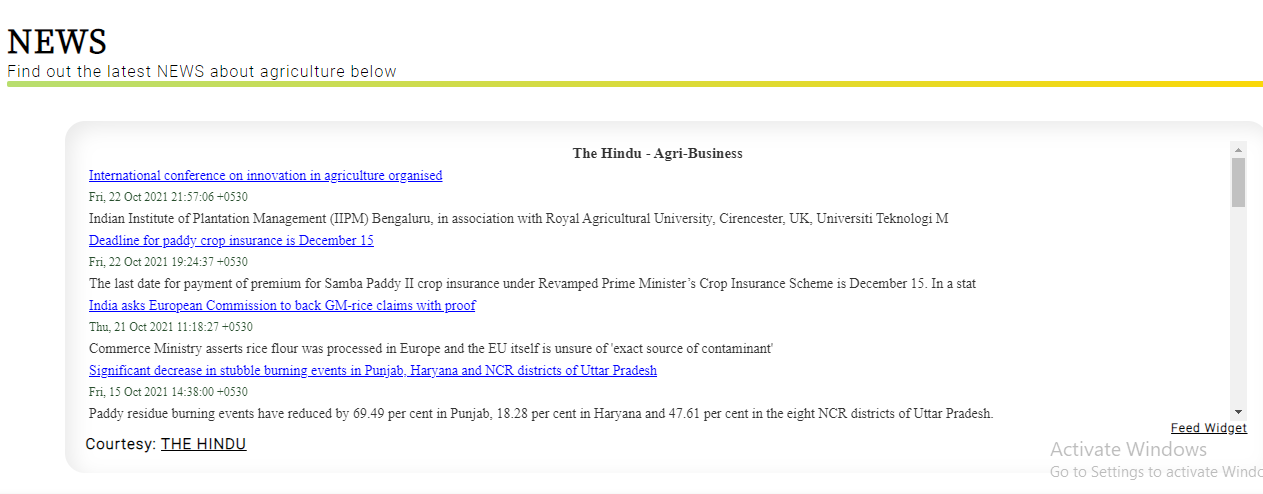 NEWS
Find out the latest NEWS about agriculture below
The Hindu - Agri-Business
International conference on innovation in agriculture organised
Fri, 22 Oct 2021 21:57:06 +0530
Indian Institute of Plantation Management (IIPM) Bengaluru, in association with Royal Agricultural University, Cirencester, UK, Universiti Teknologi M
Deadline for paddy crop insurance is December 15
Fri, 22 Oct 2021 19:24:37 +0530
The last date for payment of premium for Samba Paddy II crop insurance under Revamped Prime Minister’s Crop Insurance Scheme is December 15. In a stat
India asks European Commission to back GM-rice claims with proof
Thu, 21 Oct 2021 11:18:27 +0530
Commerce Ministry asserts rice flour was processed in Europe and the EU itself is unsure of 'exact source of contaminant'
Significant decrease in stubble burning events in Punjab, Haryana and NCR districts of Uttar Pradesh
Fri, 15 Oct 2021 14:38:00 +0530
Paddy residue burning events have reduced by 69.49 per cent in Punjab, 18.28 per cent in Haryana and 47.61 per cent in the eight NCR districts of Uttar Pradesh.
Feed Widget
Courtesy: THE HINDU
Activate Windows
Go to Settings to activate Windo